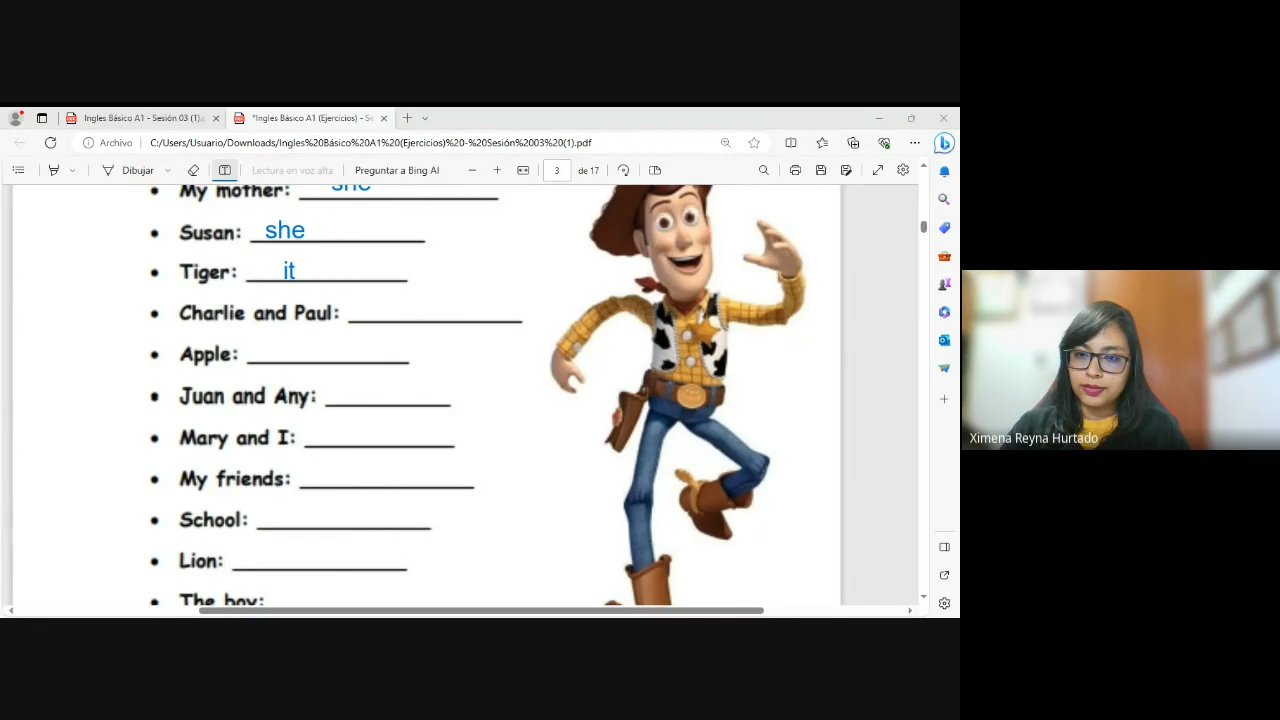 Ingles Básico A1 - Sesión 03 (1).
*Ingles Básico A1 (Ejercicios) - Se
Archivo C:/Users/Usuario/Downloads/Ingles%20Básico%20A1%20(Ejercicios)%20-%20Sesión%2003%20(1).pdf
Dibujar Lectura en voz alta Preguntar a Bing AI 3 de 17
My mother: she
Susan: she
Tiger: it
Charlie and Paul:
Apple:
Juan and Any:
Mary and I:
My friends:
School:
Lion:
The boy:
Ximena Reyna Hurtado